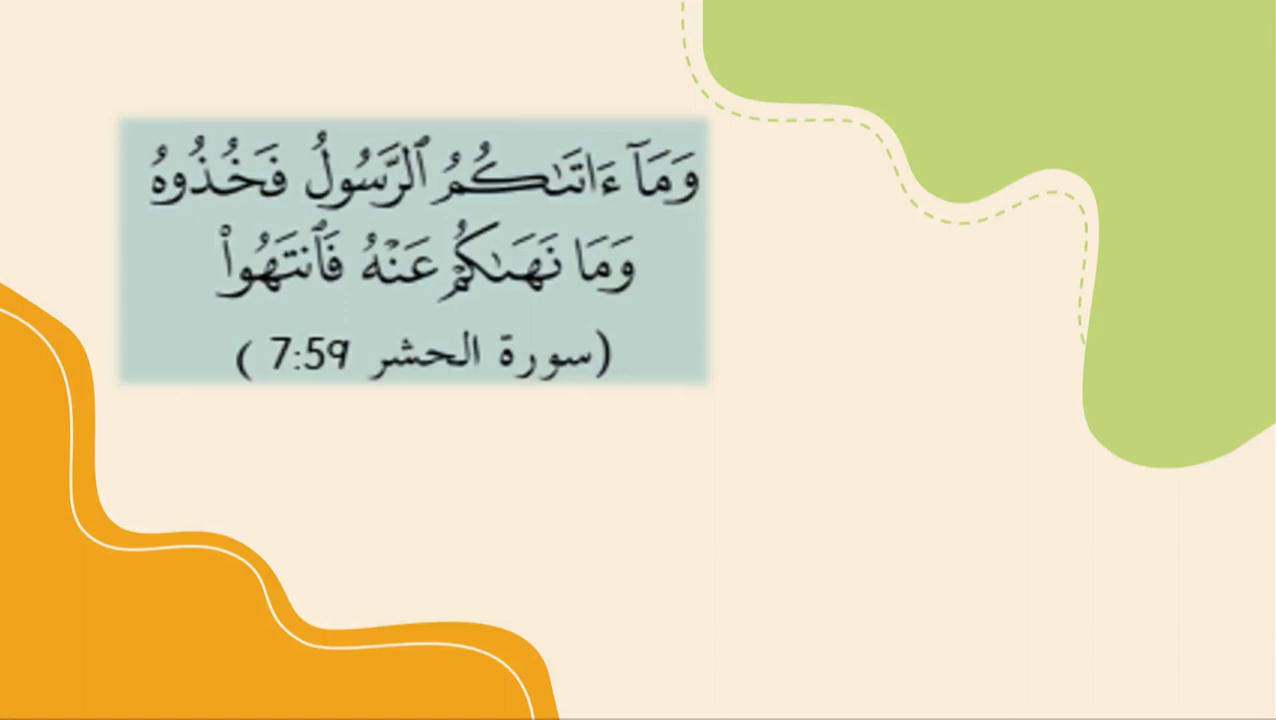 وَمَآ ءَاتَىٰكُمُ ٱلرَّسُولُ فَخُذُوهُ
وَمَا نَهَىٰكُمْ عَنْهُ فَٱنتَهُوا۟
(سورة الحشر 7:59 )